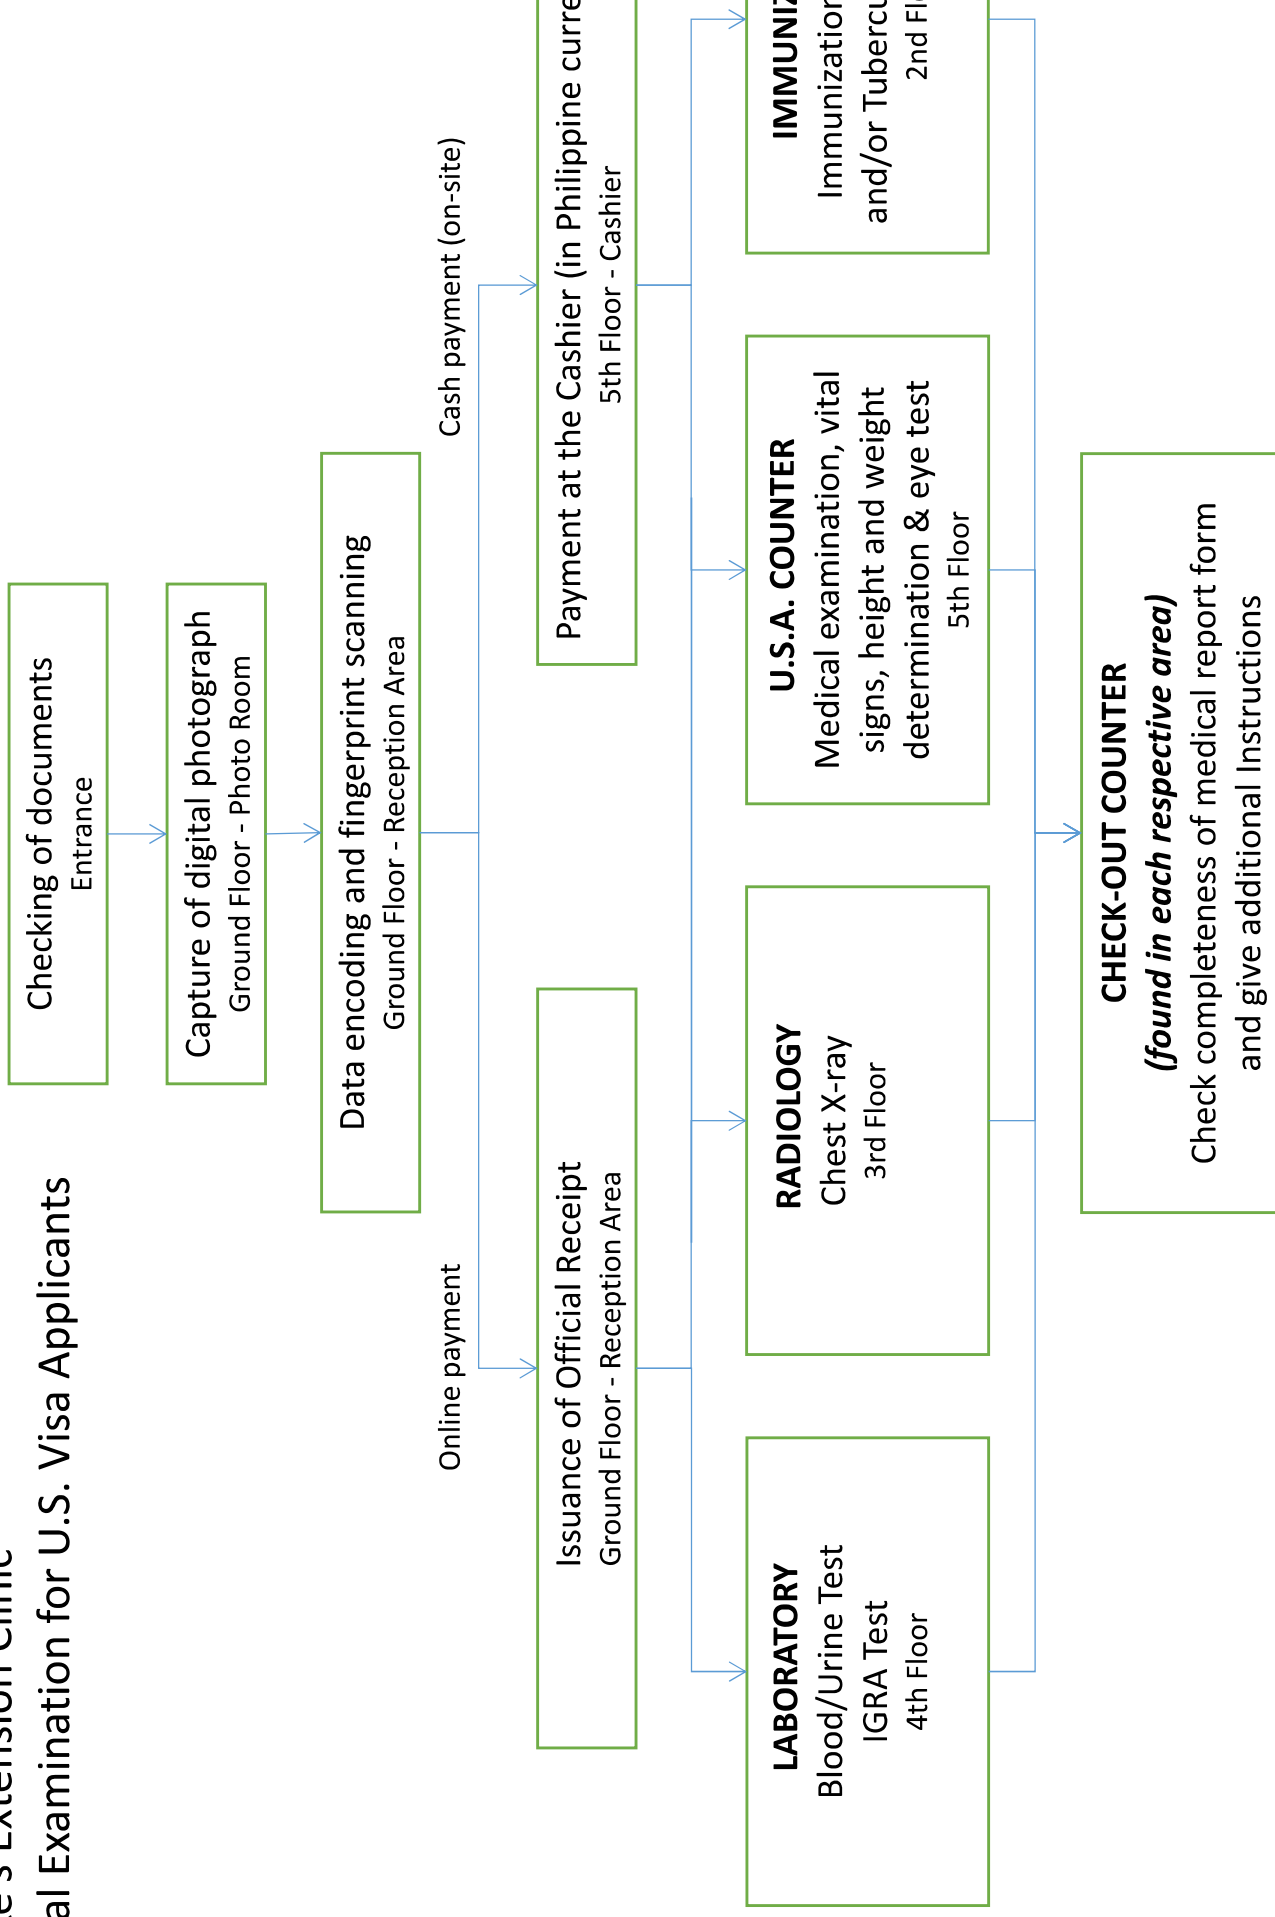 Extension Clinic
Examination for U.S. Visa Applicants
Checking of documents
Entrance
Capture of digital photograph
Ground Floor - Photo Room
Data encoding and fingerprint scanning
Ground Floor - Reception Area
Online payment
Cash payment (on-site)
Issuance of Official Receipt
Ground Floor - Reception Area
Payment at the Cashier (in Philippine
5th Floor - Cashier
LABORATORY
Blood/Urine Test
IGRA Test
4th Floor
RADIOLOGY
Chest X-ray
3rd Floor
U.S.A. COUNTER
Medical examination, vital
signs, height and weight
determination & eye test
5th Floor
Immunization
and/or
2nd
CHECK-OUT COUNTER
(found in each respective area)
Check completeness of medical report form
and give additional Instructions